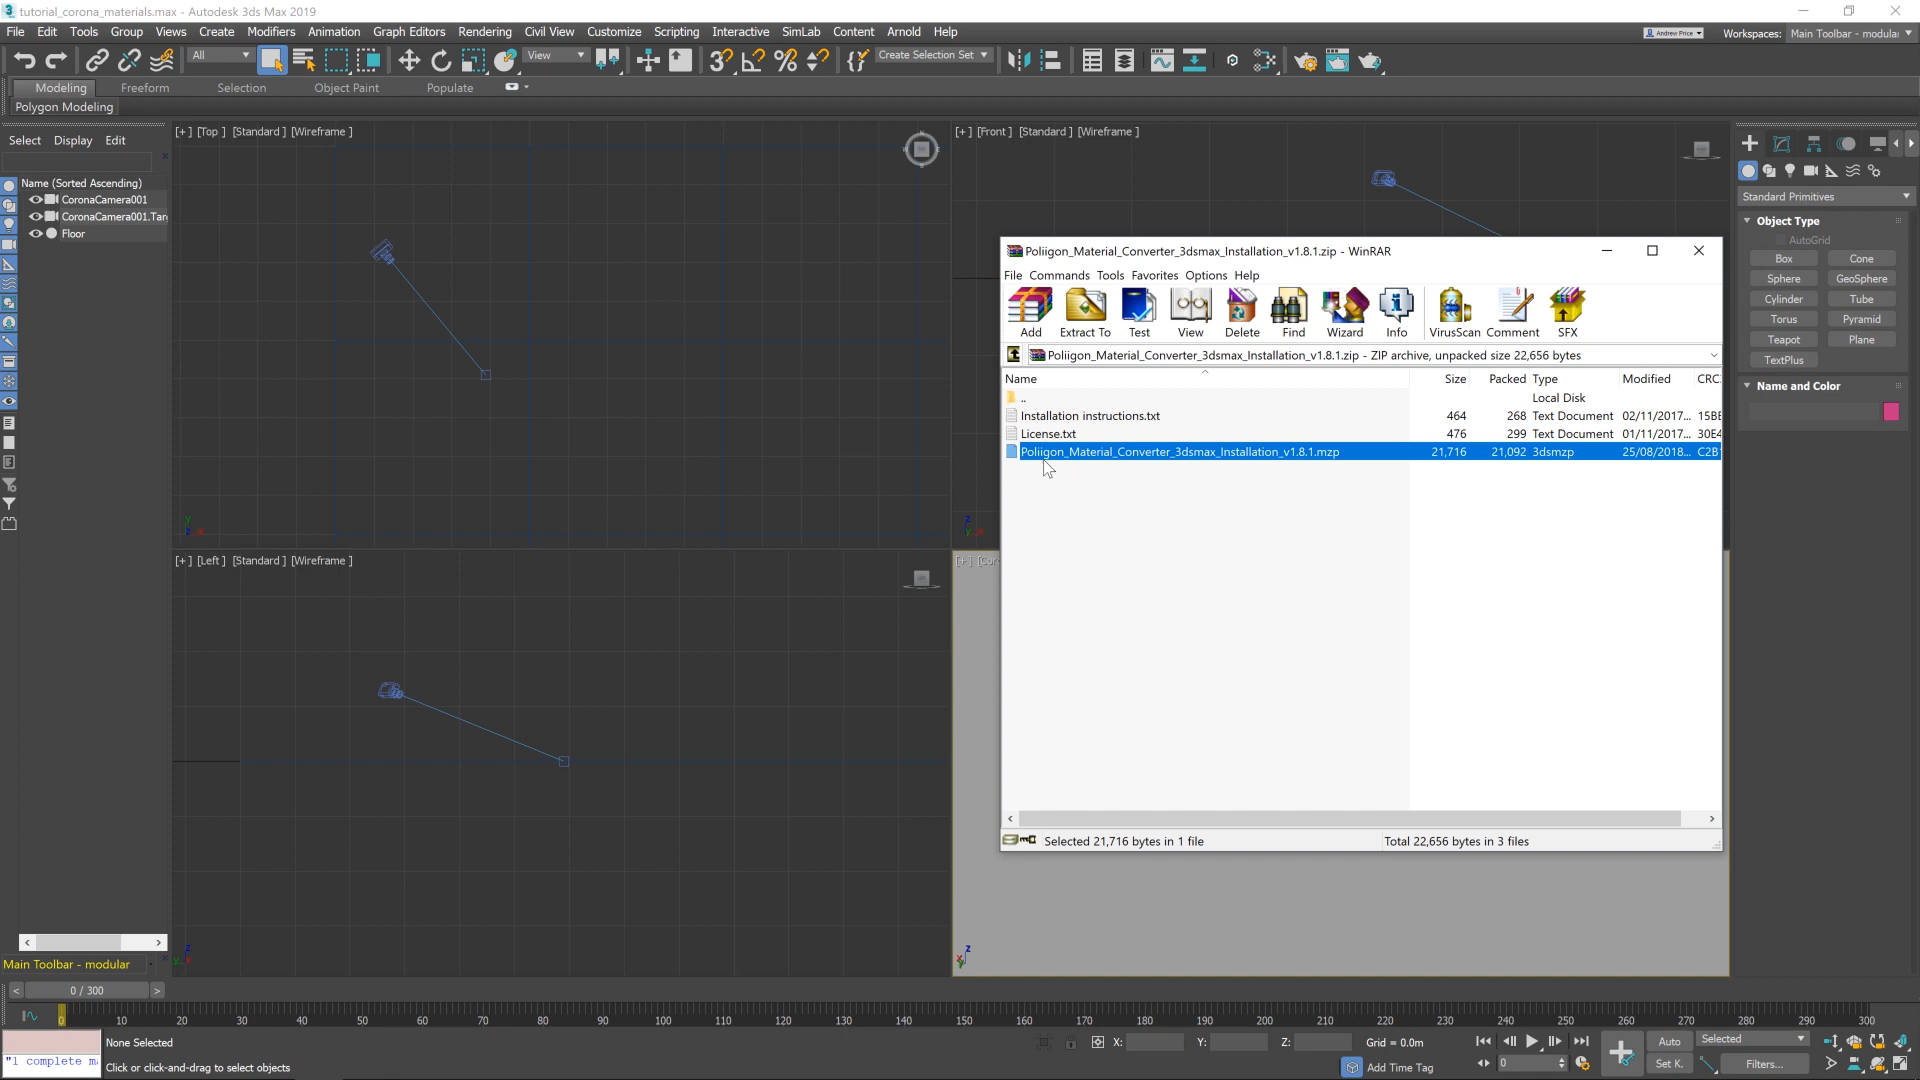 tutorial_corona_materials.max - Autodesk 3ds Max 2019
File Edit Tools Group Views Create Modifiers Animation Graph Editors Rendering Civil View Customize Scripting Interactive SimLab Content Arnold Help
Andrew Price Workspaces: Main Toolbar - modular
All View Create Selection Set
Modeling Freeform Selection Object Paint Populate
Polygon Modeling
Select Display Edit
Name (Sorted Ascending)
CoronaCamera001
CoronaCamera001.Tar
Floor
[+] [Top ] [Standard ] [Wireframe ]
[+] [Front ] [Standard ] [Wireframe ]
[+] [Left ] [Standard ] [Wireframe ]
[+] [Cor
Poliigon_Material_Converter_3dsmax_Installation_v1.8.1.zip - WinRAR
File Commands Tools Favorites Options Help
Add Extract To Test View Delete Find Wizard Info VirusScan Comment SFX
Poliigon_Material_Converter_3dsmax_Installation_v1.8.1.zip - ZIP archive, unpacked size 22,656 bytes
Name Size Packed Type Modified CRC
.. Local Disk
Installation instructions.txt 464 268 Text Document 02/11/2017... 15BE
License.txt 476 299 Text Document 01/11/2017... 30E4
Poliigon_Material_Converter_3dsmax_Installation_v1.8.1.mzp 21,716 21,092 3dsmzp 25/08/2018... C2B
Selected 21,716 bytes in 1 file Total 22,656 bytes in 3 files
Standard Primitives
Object Type
AutoGrid
Box Cone
Sphere GeoSphere
Cylinder Tube
Torus Pyramid
Teapot Plane
TextPlus
Name and Color
Main Toolbar - modular
< 0 / 300 >
0 10 20 30 40 50 60 70 80 90 100 110 120 130 140 150 160 170 180 190 200 210 220 230 240 250 260 270 280 290 300
"1 complete m
None Selected
Click or click-and-drag to select objects
X: Y: Z: Grid = 0.0m
Add Time Tag
0
Auto Selected
Set K. Filters...